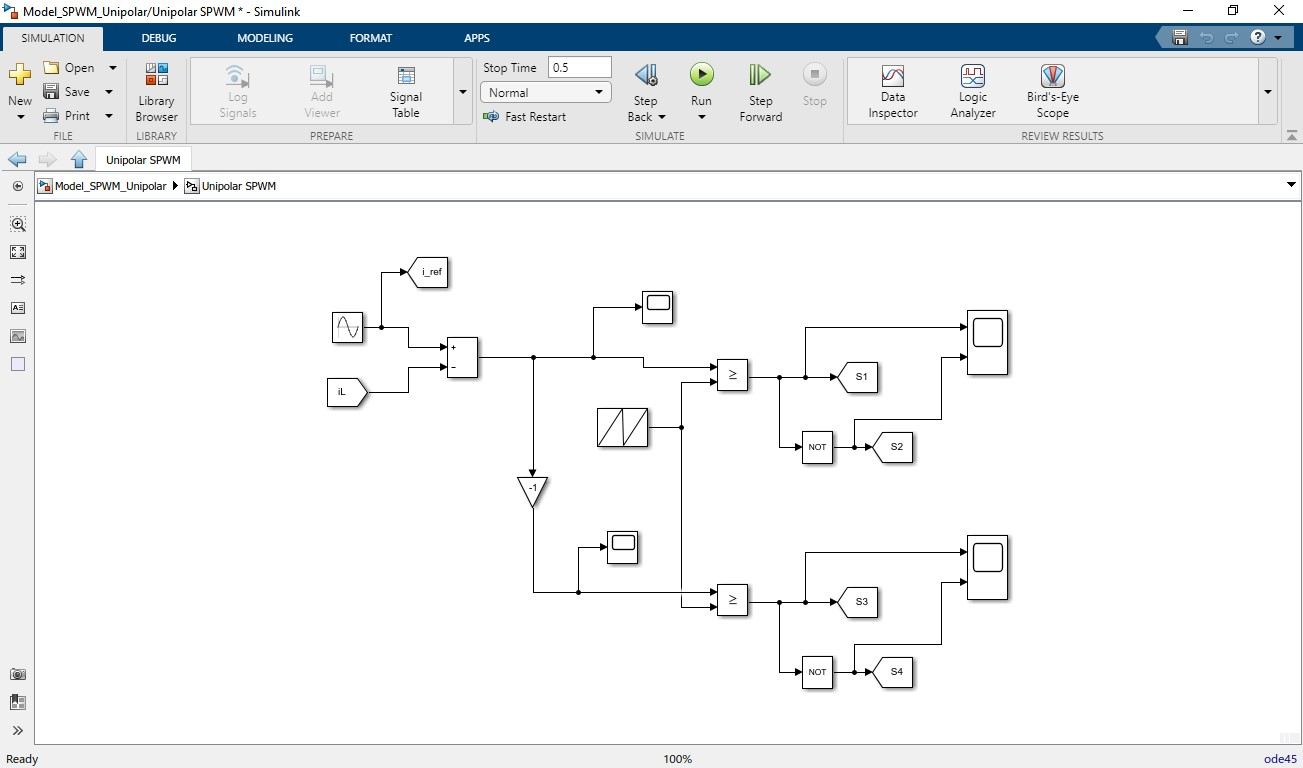 Model_SPWM_Unipolar/Unipolar SPWM * - Simulink
SIMULATION DEBUG MODELING FORMAT APPS
?
New
Open
Save
Print
FILE
Library
Browser
LIBRARY
Log
Signals
Add
Viewer
Signal
Table
PREPARE
Stop Time 0.5
Normal
Fast Restart
Step
Back
Run
Step
Forward
Stop
SIMULATE
Data
Inspector
Logic
Analyzer
Bird's-Eye
Scope
REVIEW RESULTS
Unipolar SPWM
Model_SPWM_Unipolar Unipolar SPWM
i_ref
+
−
iL
≥
S1
NOT
S2
-1
≥
S3
NOT
S4
Ready
100%
ode45